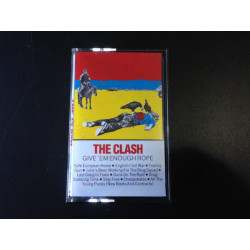 THE CLASH
GIVE 'EM ENOUGH ROPE
Safe European Home • English Civil War • Tommy
Gun • Julie's Been Working For The Drug Squad •
Last Gang In Town • Guns On The Roof • Drug-
Stabbing Time • Stay Free • Cheapskates • All The
Young Punks (New Boots And Contracts)